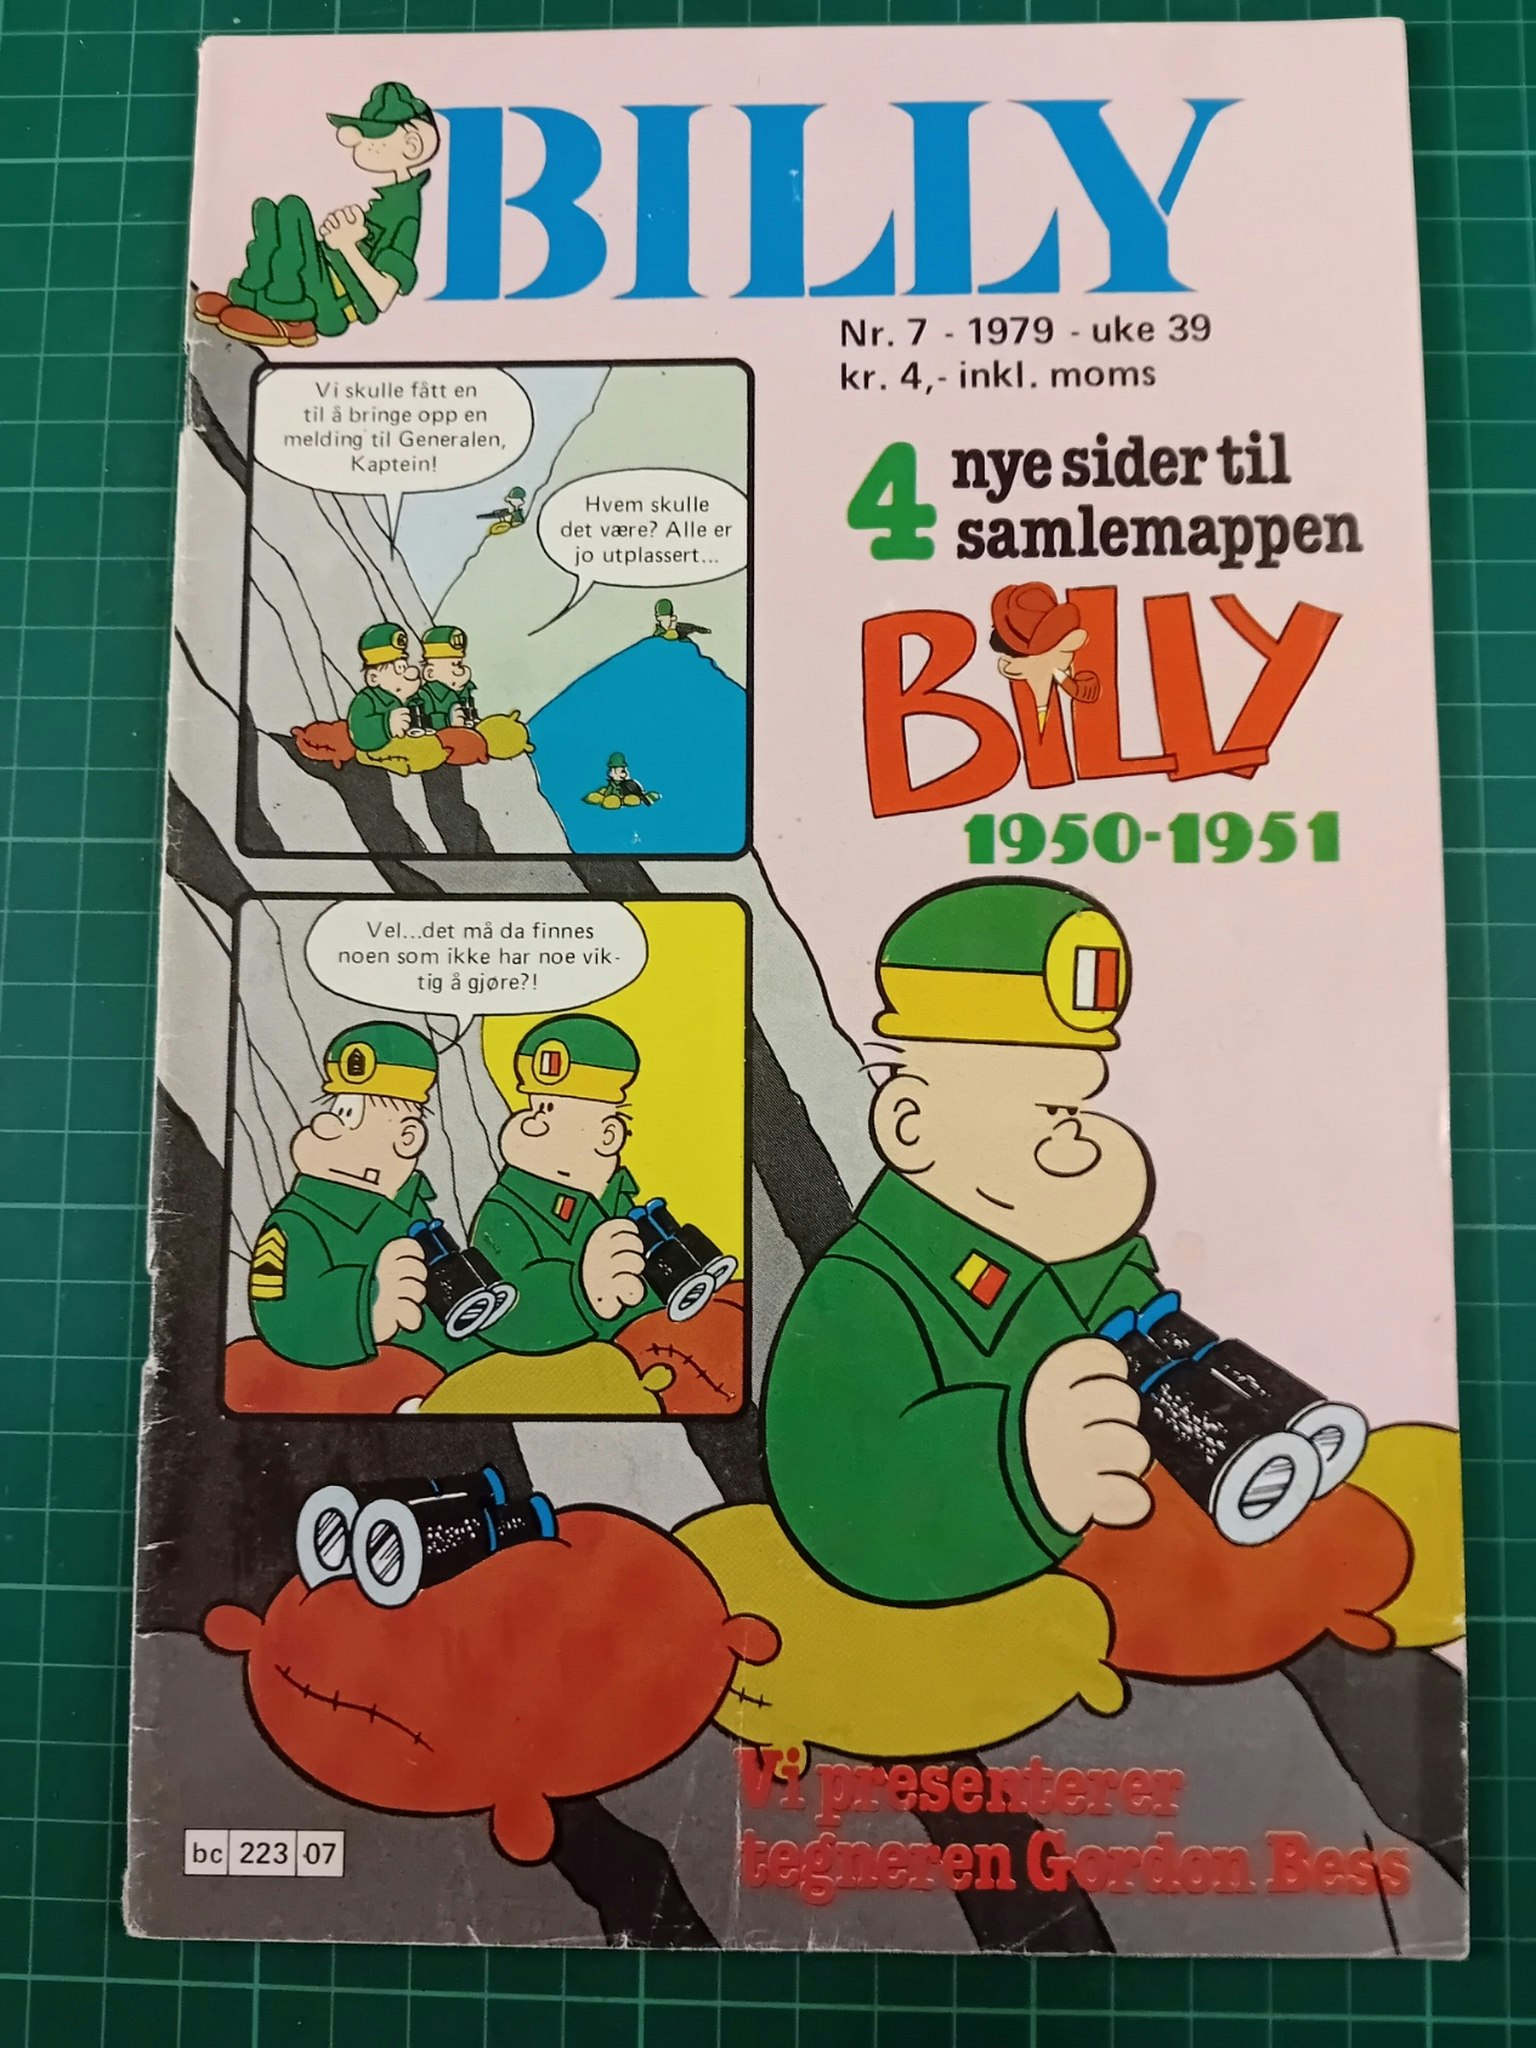 BILLY
Nr. 7 - 1979 - uke 39
kr. 4,- inkl. moms
Vi skulle fått en
til å bringe opp en
melding til Generalen,
Kaptein!
Hvem skulle
det være? Alle er
jo utplassert...
4 nye sider til
samlemappen
BILLY
1950-1951
Vel...det må da finnes
noen som ikke har noe vik-
tig å gjøre?!
Vi presenterer
tegneren Gordon Bess
bc 223 07